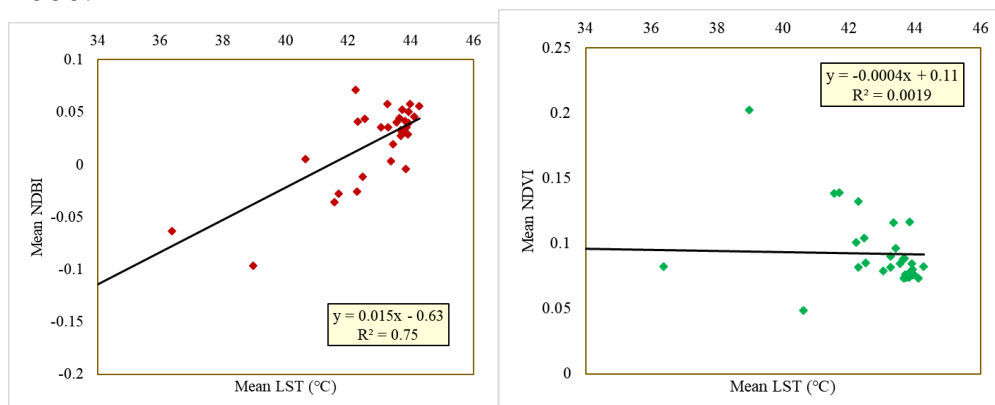 34 36 38 40 42 44 46
0.1
0.05
0
-0.05
-0.1
-0.15
-0.2
Mean NDBI
y = 0.015x - 0.63
R² = 0.75
Mean LST (°C)
34 36 38 40 42 44 46
0.25
0.2
0.15
0.1
0.05
0
Mean NDVI
y = -0.0004x + 0.11
R² = 0.0019
Mean LST (°C)